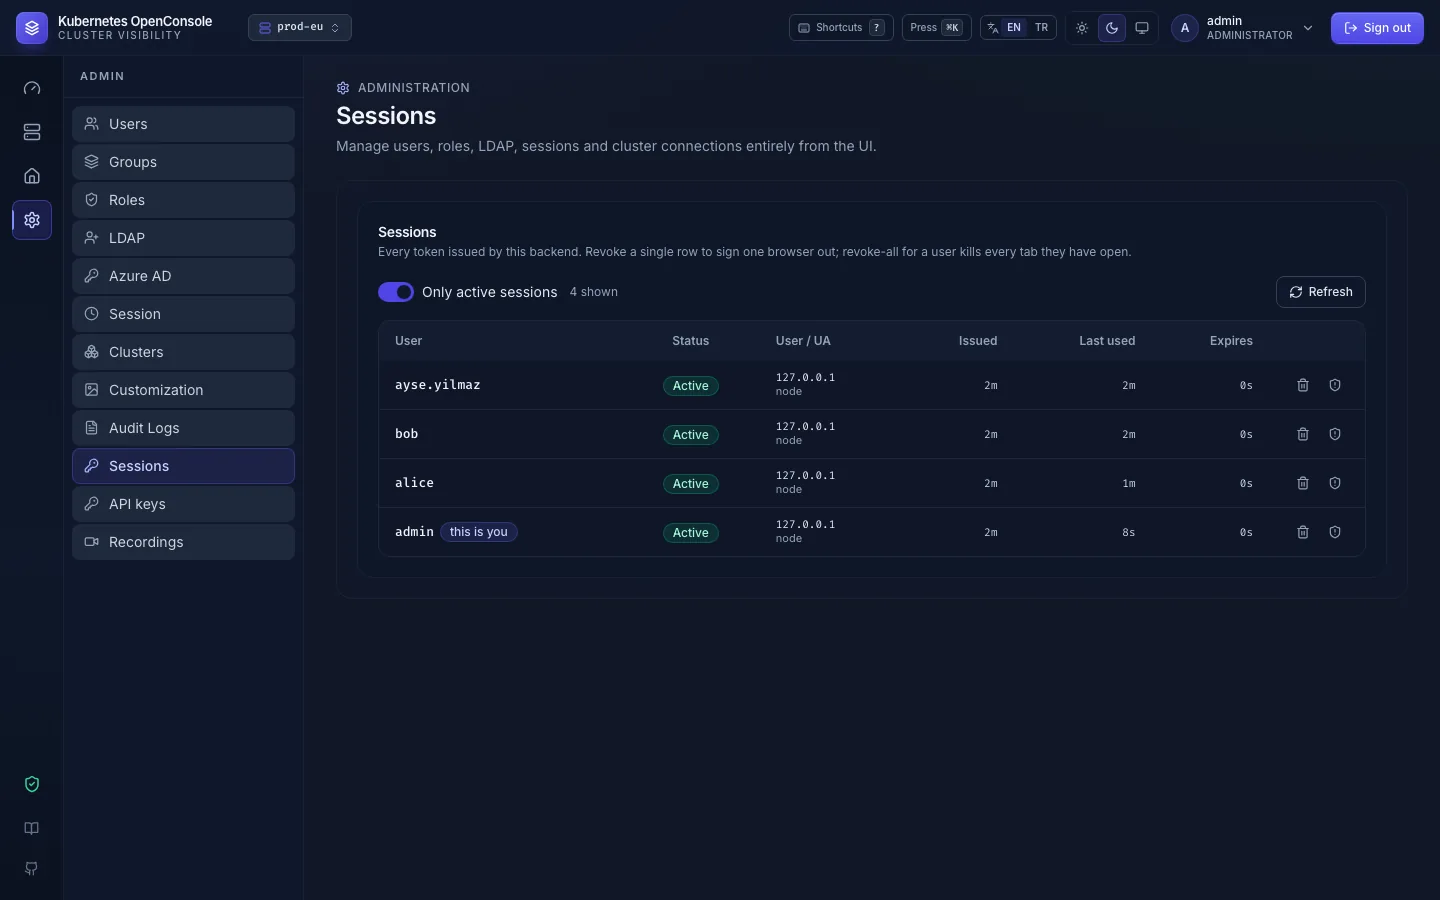 Kubernetes OpenConsole
CLUSTER VISIBILITY
prod-eu
Shortcuts ?
Press ⌘K
EN TR
A
admin
ADMINISTRATOR
Sign out
ADMIN
Users
Groups
Roles
LDAP
Azure AD
Session
Clusters
Customization
Audit Logs
Sessions
API keys
Recordings
ADMINISTRATION
Sessions
Manage users, roles, LDAP, sessions and cluster connections entirely from the UI.
Sessions
Every token issued by this backend. Revoke a single row to sign one browser out; revoke-all for a user kills every tab they have open.
Only active sessions 4 shown
Refresh
User Status User / UA Issued Last used Expires
ayse.yilmaz Active 127.0.0.1 2m 2m 0s
node
bob Active 127.0.0.1 2m 2m 0s
node
alice Active 127.0.0.1 2m 1m 0s
node
admin this is you Active 127.0.0.1 2m 8s 0s
node